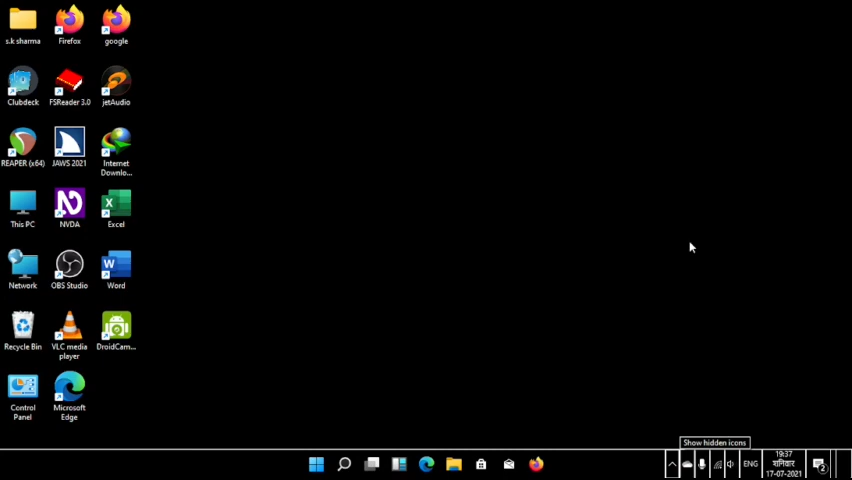 s.k sharma
Firefox
google
Clubdeck
FSReader 3.0
jetAudio
REAPER (x64)
JAWS 2021
Internet
Downlo...
This PC
NVDA
Excel
Network
OBS Studio
Word
Recycle Bin
VLC media
player
DroidCam...
Control
Panel
Microsoft
Edge
Show hidden icons
ENG
19:37
शनिवार
17-07-2021
2